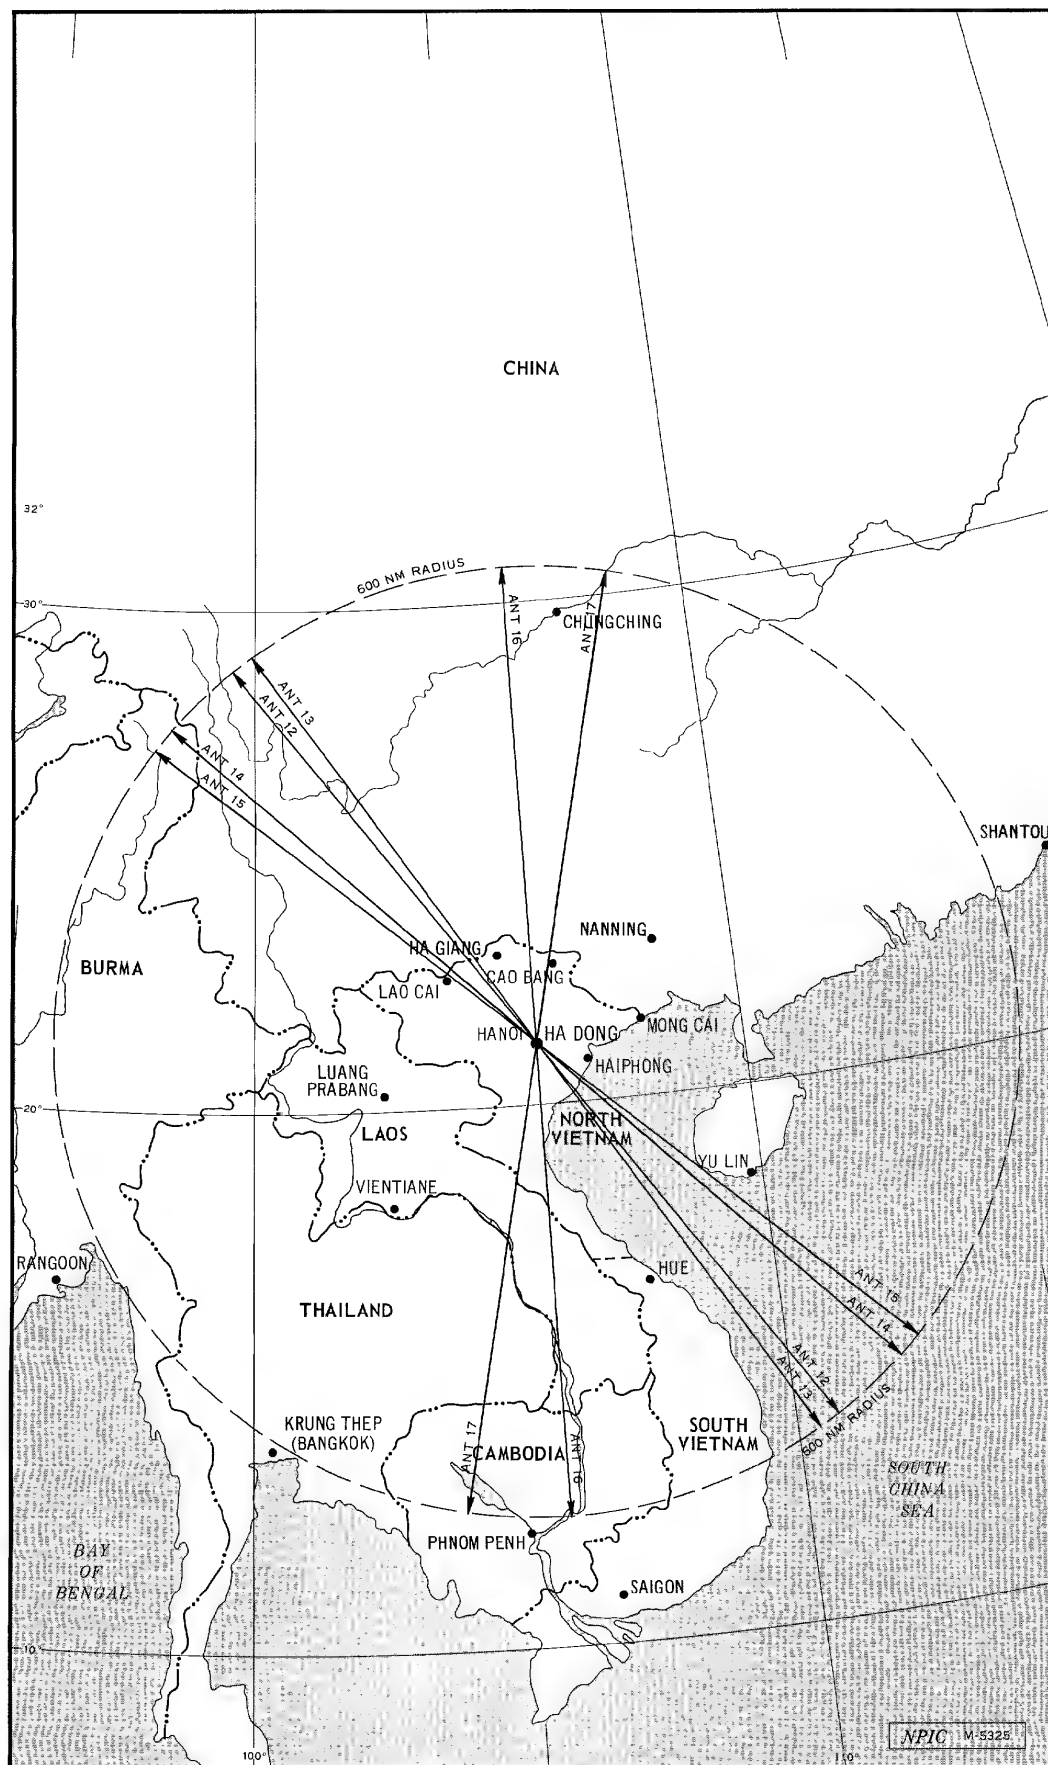 CHINA
32°
600 NM RADIUS
30°
ANT 16
ANT 17
CHUNGCHING
ANT 13
ANT 12
ANT 14
ANT 15
SHANTOU
NANNING
HA GIANG
CAO BANG
BURMA
LAO CAI
MONG CAI
HANOI
HA DONG
HAIPHONG
LUANG
PRABANG
20°
NORTH
VIETNAM
LAOS
YU LIN
VIENTIANE
RANGOON
HUE
ANT 15
THAILAND
ANT 14
ANT 12
ANT 13
KRUNG THEP
(BANGKOK)
ANT 17
CAMBODIA
ANT 16
SOUTH
VIETNAM
600 NM RADIUS
SOUTH
CHINA
SEA
PHNOM PENH
BAY
OF
BENGAL
SAIGON
10°
NPIC M-5325
100°
110°